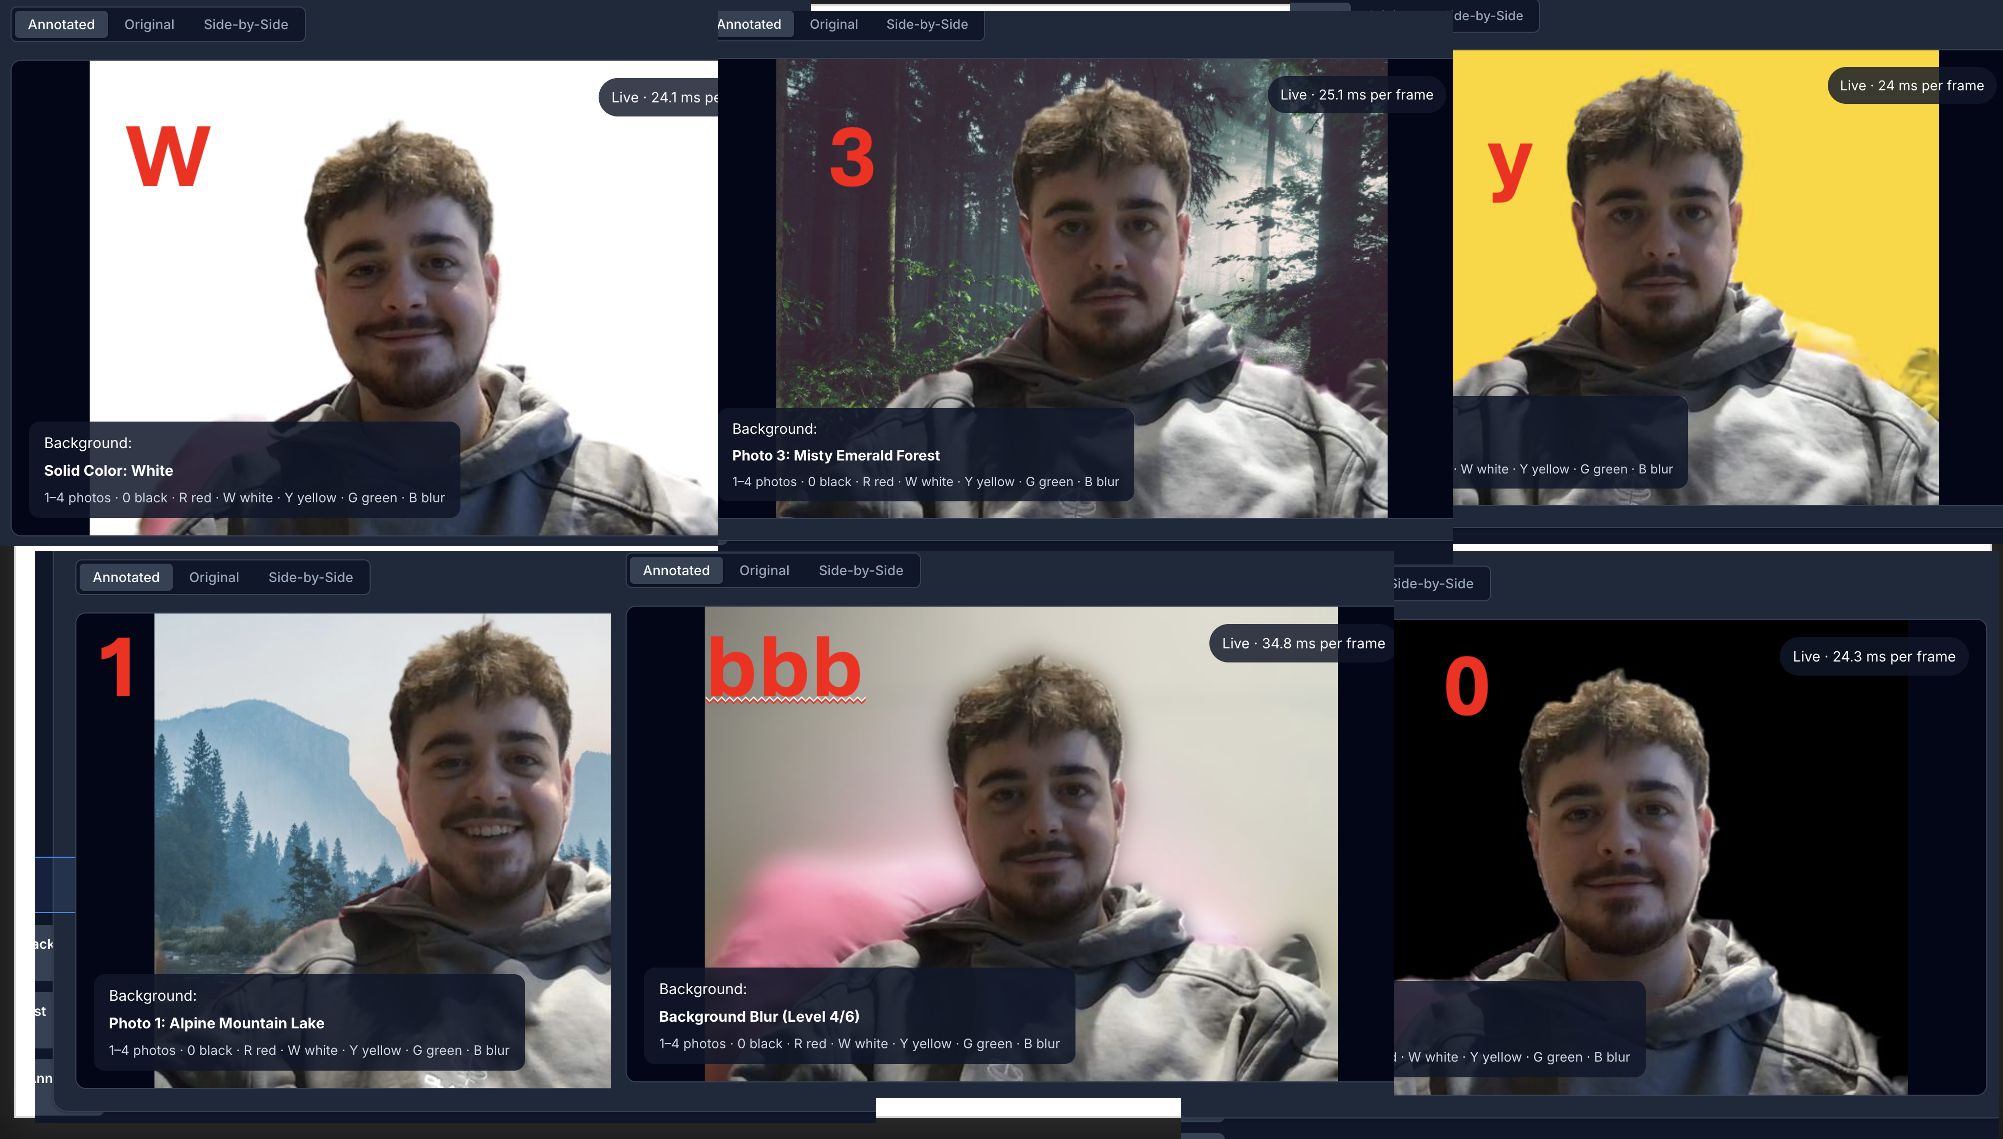 Annotated Original Side-by-Side
Live · 24.1 ms pe
W
Background:
Solid Color: White
1–4 photos · 0 black · R red · W white · Y yellow · G green · B blur
Annotated Original Side-by-Side
Live · 25.1 ms per frame
3
Background:
Photo 3: Misty Emerald Forest
1–4 photos · 0 black · R red · W white · Y yellow · G green · B blur
de-by-Side
Live · 24 ms per frame
y
· W white · Y yellow · G green · B blur
ack
st
nn
Annotated Original Side-by-Side
1
Background:
Photo 1: Alpine Mountain Lake
1–4 photos · 0 black · R red · W white · Y yellow · G green · B blur
Annotated Original Side-by-Side
Live · 34.8 ms per frame
bbb
Background:
Background Blur (Level 4/6)
1–4 photos · 0 black · R red · W white · Y yellow · G green · B blur
Side-by-Side
Live · 24.3 ms per frame
0
d · W white · Y yellow · G green · B blur